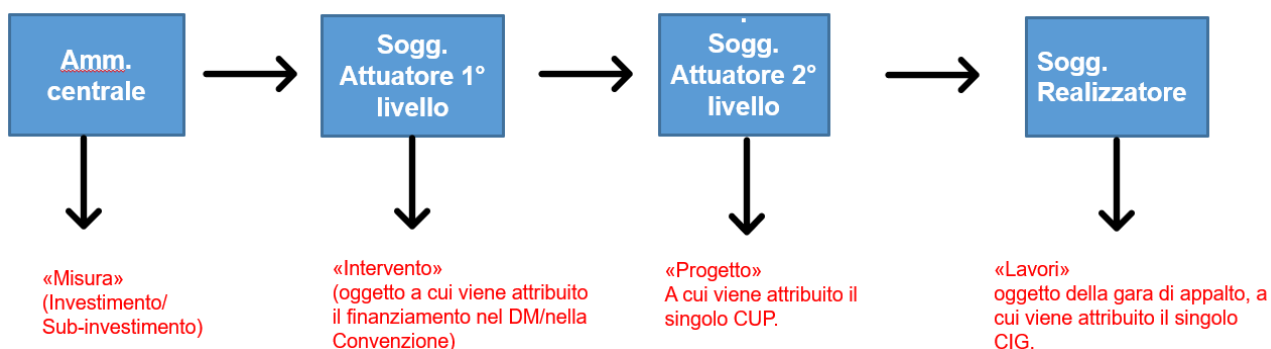 Amm.
centrale
Sogg.
Attuatore 1°
livello
.
Sogg.
Attuatore 2°
livello
Sogg.
Realizzatore
«Misura»
(Investimento/
Sub-investimento)
«Intervento»
(oggetto a cui viene attribuito
il finanziamento nel DM/nella
Convenzione)
«Progetto»
A cui viene attribuito il
singolo CUP.
«Lavori»
oggetto della gara di appalto, a
cui viene attribuito il singolo
CIG.